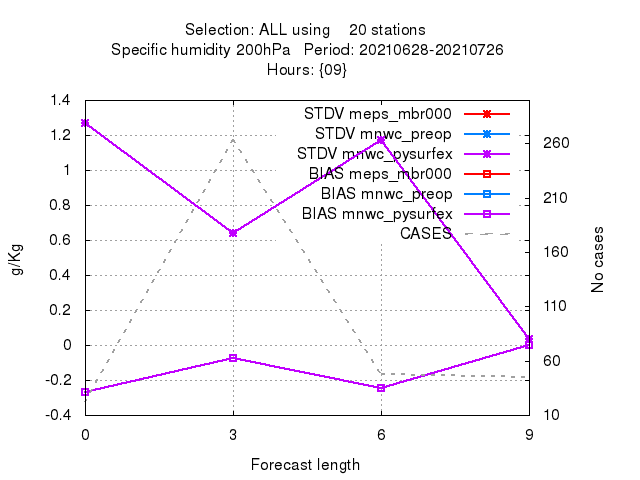 Selection: ALL using 20 stations
Specific humidity 200hPa Period: 20210628-20210726
Hours: {09}
STDV meps_mbr000
STDV mnwc_preop
STDV mnwc_pysurfex
BIAS meps_mbr000
BIAS mnwc_preop
BIAS mnwc_pysurfex
CASES
g/Kg
1.4
1.2
1
0.8
0.6
0.4
0.2
0
-0.2
-0.4
260
210
160
110
60
10
No cases
0 3 6 9
Forecast length